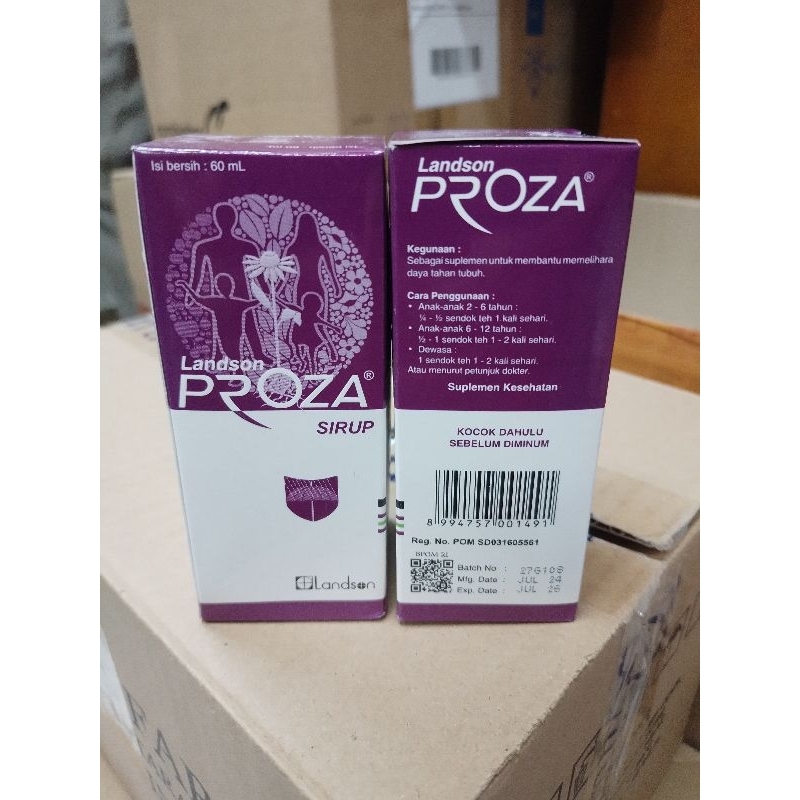 Isi bersih : 60 mL
Landson
PROZA®
SIRUP
Landson
Landson
PROZA®
Kegunaan :
Sebagai suplemen untuk membantu memelihara
daya tahan tubuh.
Cara Penggunaan :
• Anak-anak 2 - 6 tahun :
¼ - ½ sendok teh 1 kali sehari.
• Anak-anak 6 - 12 tahun :
½ - 1 sendok teh 1 - 2 kali sehari.
• Dewasa :
1 sendok teh 1 - 2 kali sehari.
Atau menurut petunjuk dokter.
Suplemen Kesehatan
KOCOK DAHULU
SEBELUM DIMINUM
8 994757 001491
Reg. No. POM SD031605561
BPOM RI
Batch No : 27G106
Mfg. Date : JUL 24
Exp. Date : JUL 26